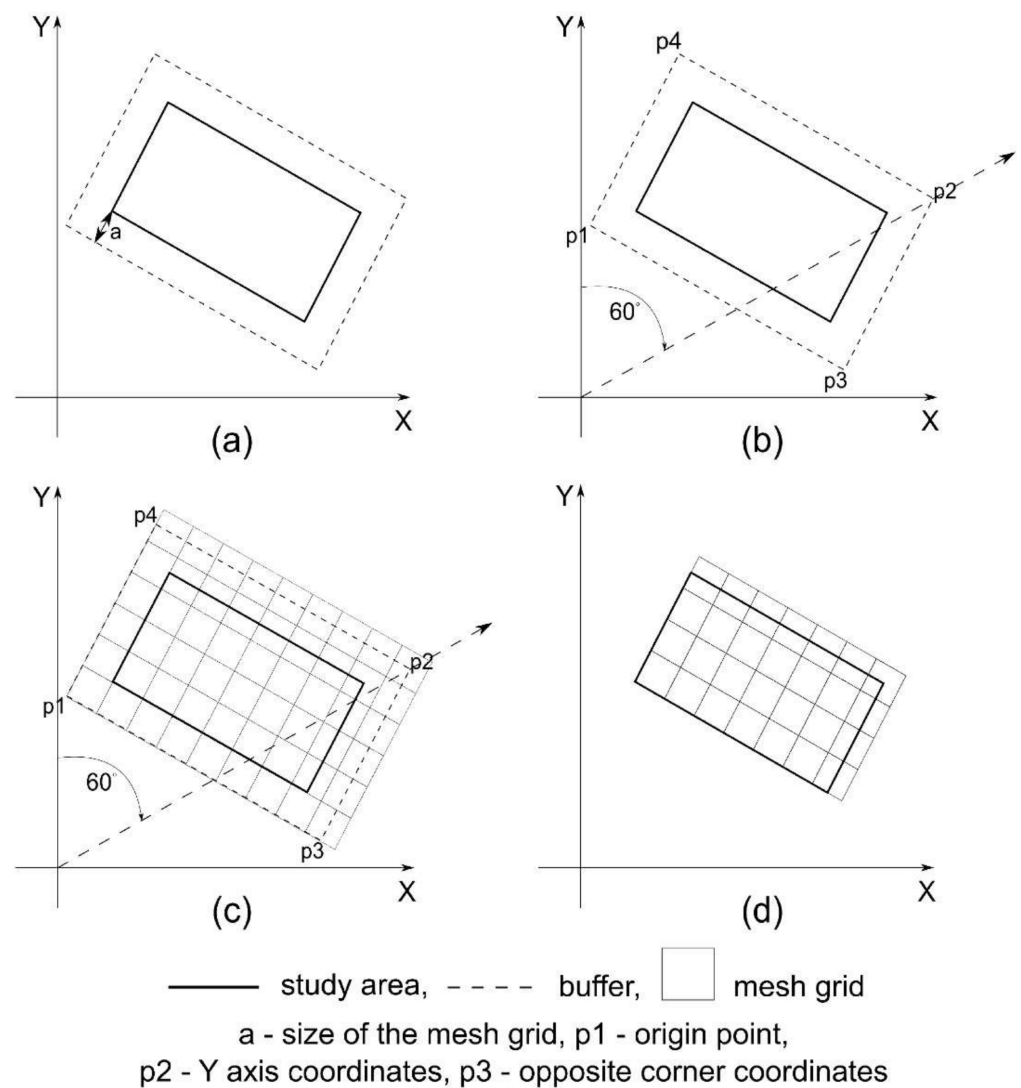 Y
a
X
(a)
Y
p4
p2
p1
60°
p3
X
(b)
Y
p4
p2
p1
60°
p3
X
(c)
Y
X
(d)
study area, buffer, mesh grid
a - size of the mesh grid, p1 - origin point,
p2 - Y axis coordinates, p3 - opposite corner coordinates